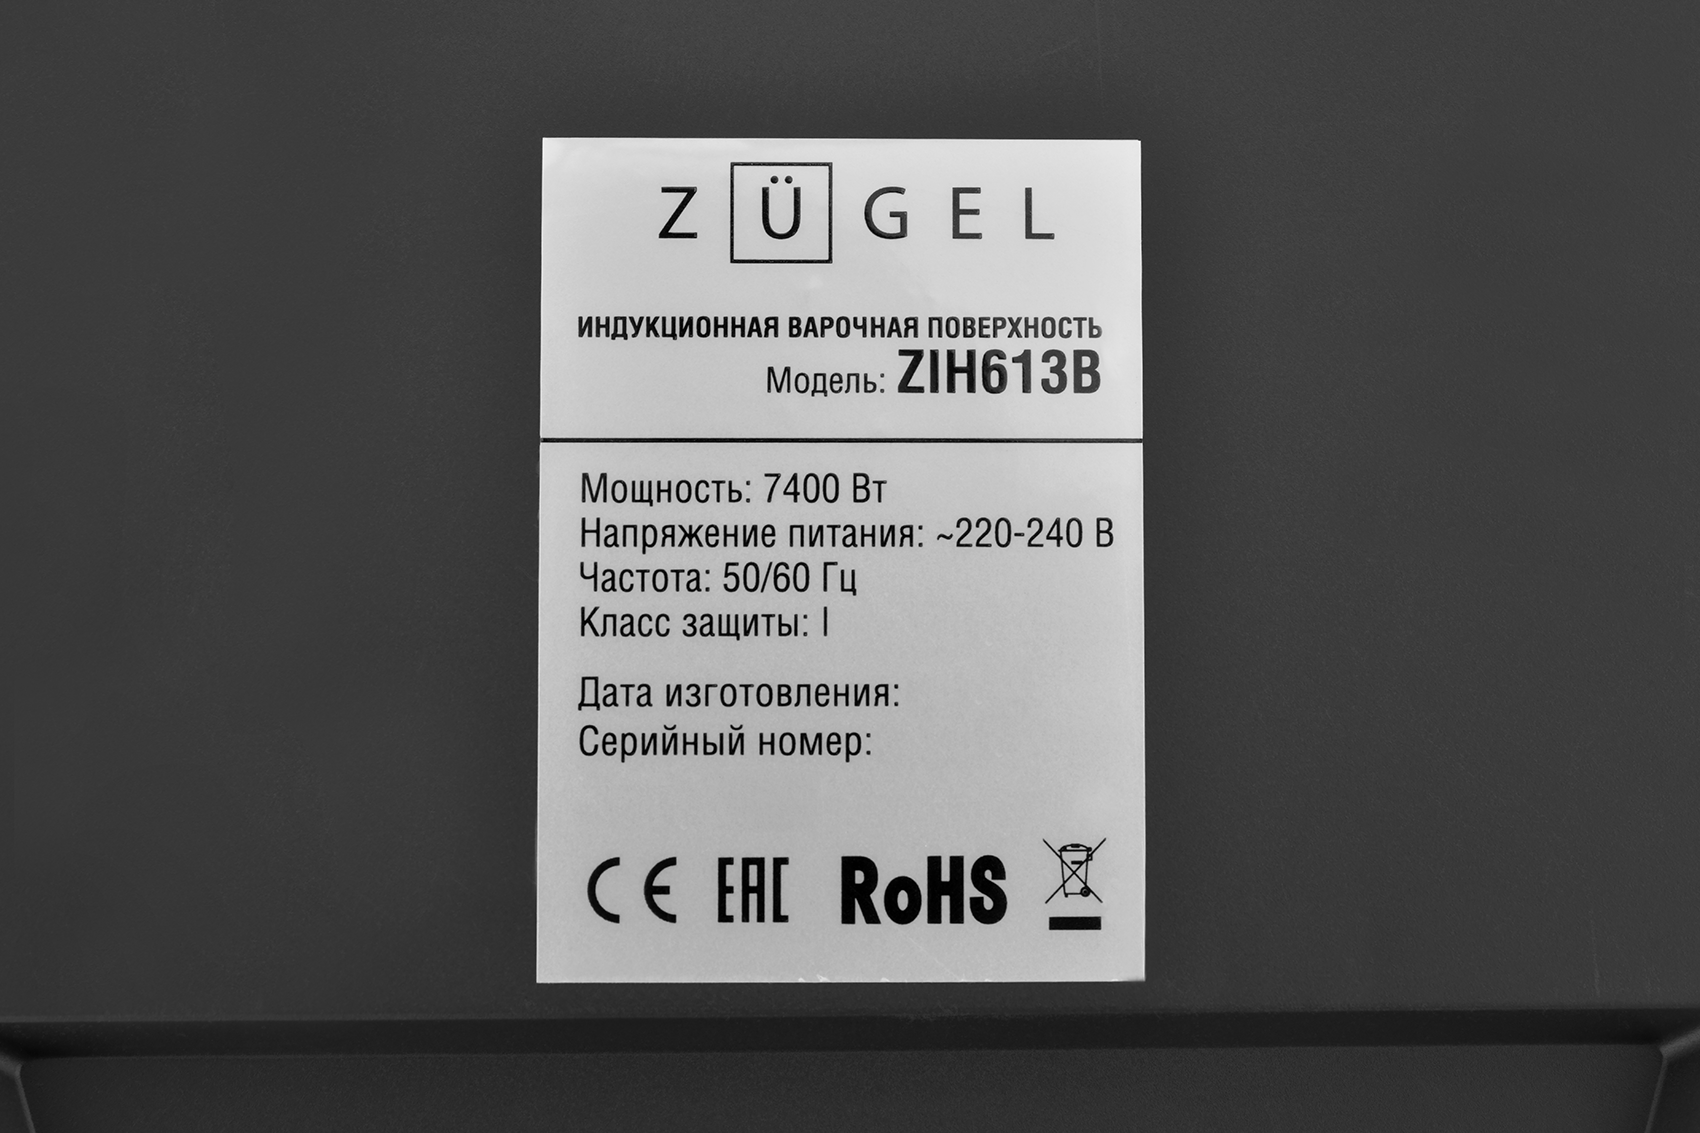 ZÜGEL
ИНДУКЦИОННАЯ ВАРОЧНАЯ ПОВЕРХНОСТЬ
Модель: ZIH613B
Мощность: 7400 Вт
Напряжение питания: ~220-240 В
Частота: 50/60 Гц
Класс защиты: I
Дата изготовления:
Серийный номер:
CE EAC RoHS